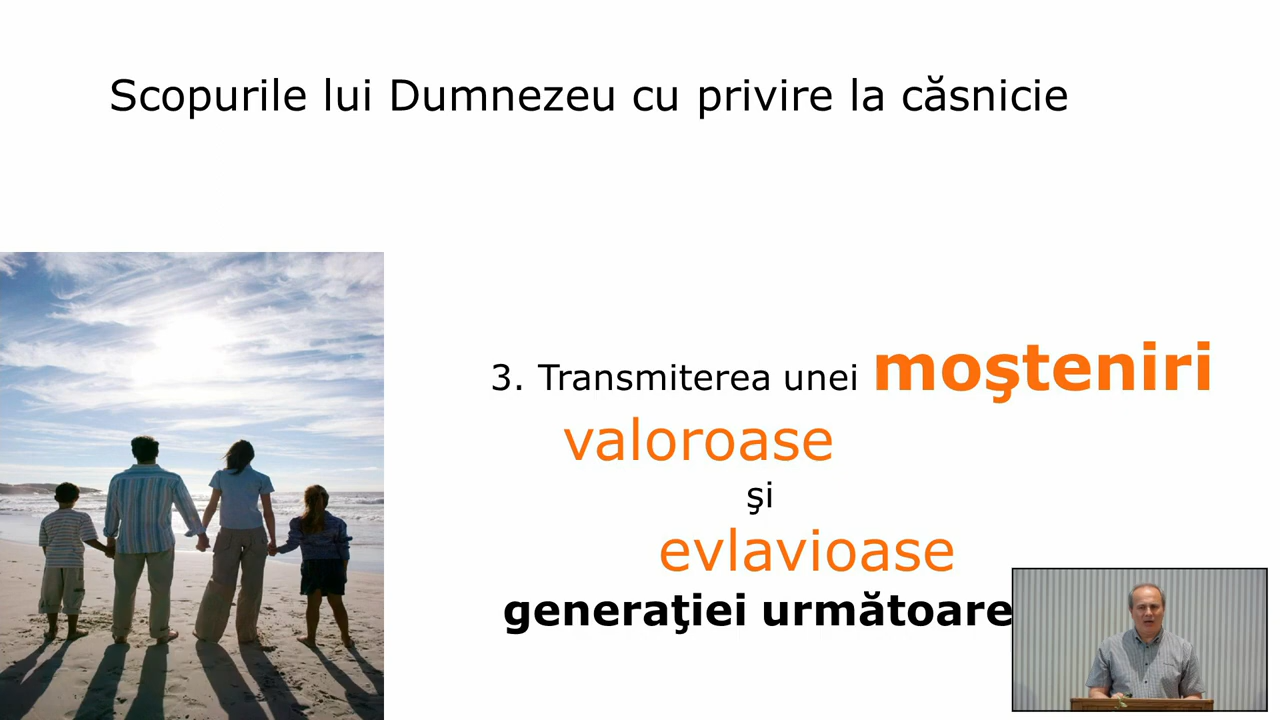 Scopurile lui Dumnezeu cu privire la căsnicie
3. Transmiterea unei moşteniri
valoroase
şi
evlavioase
generaţiei următoare